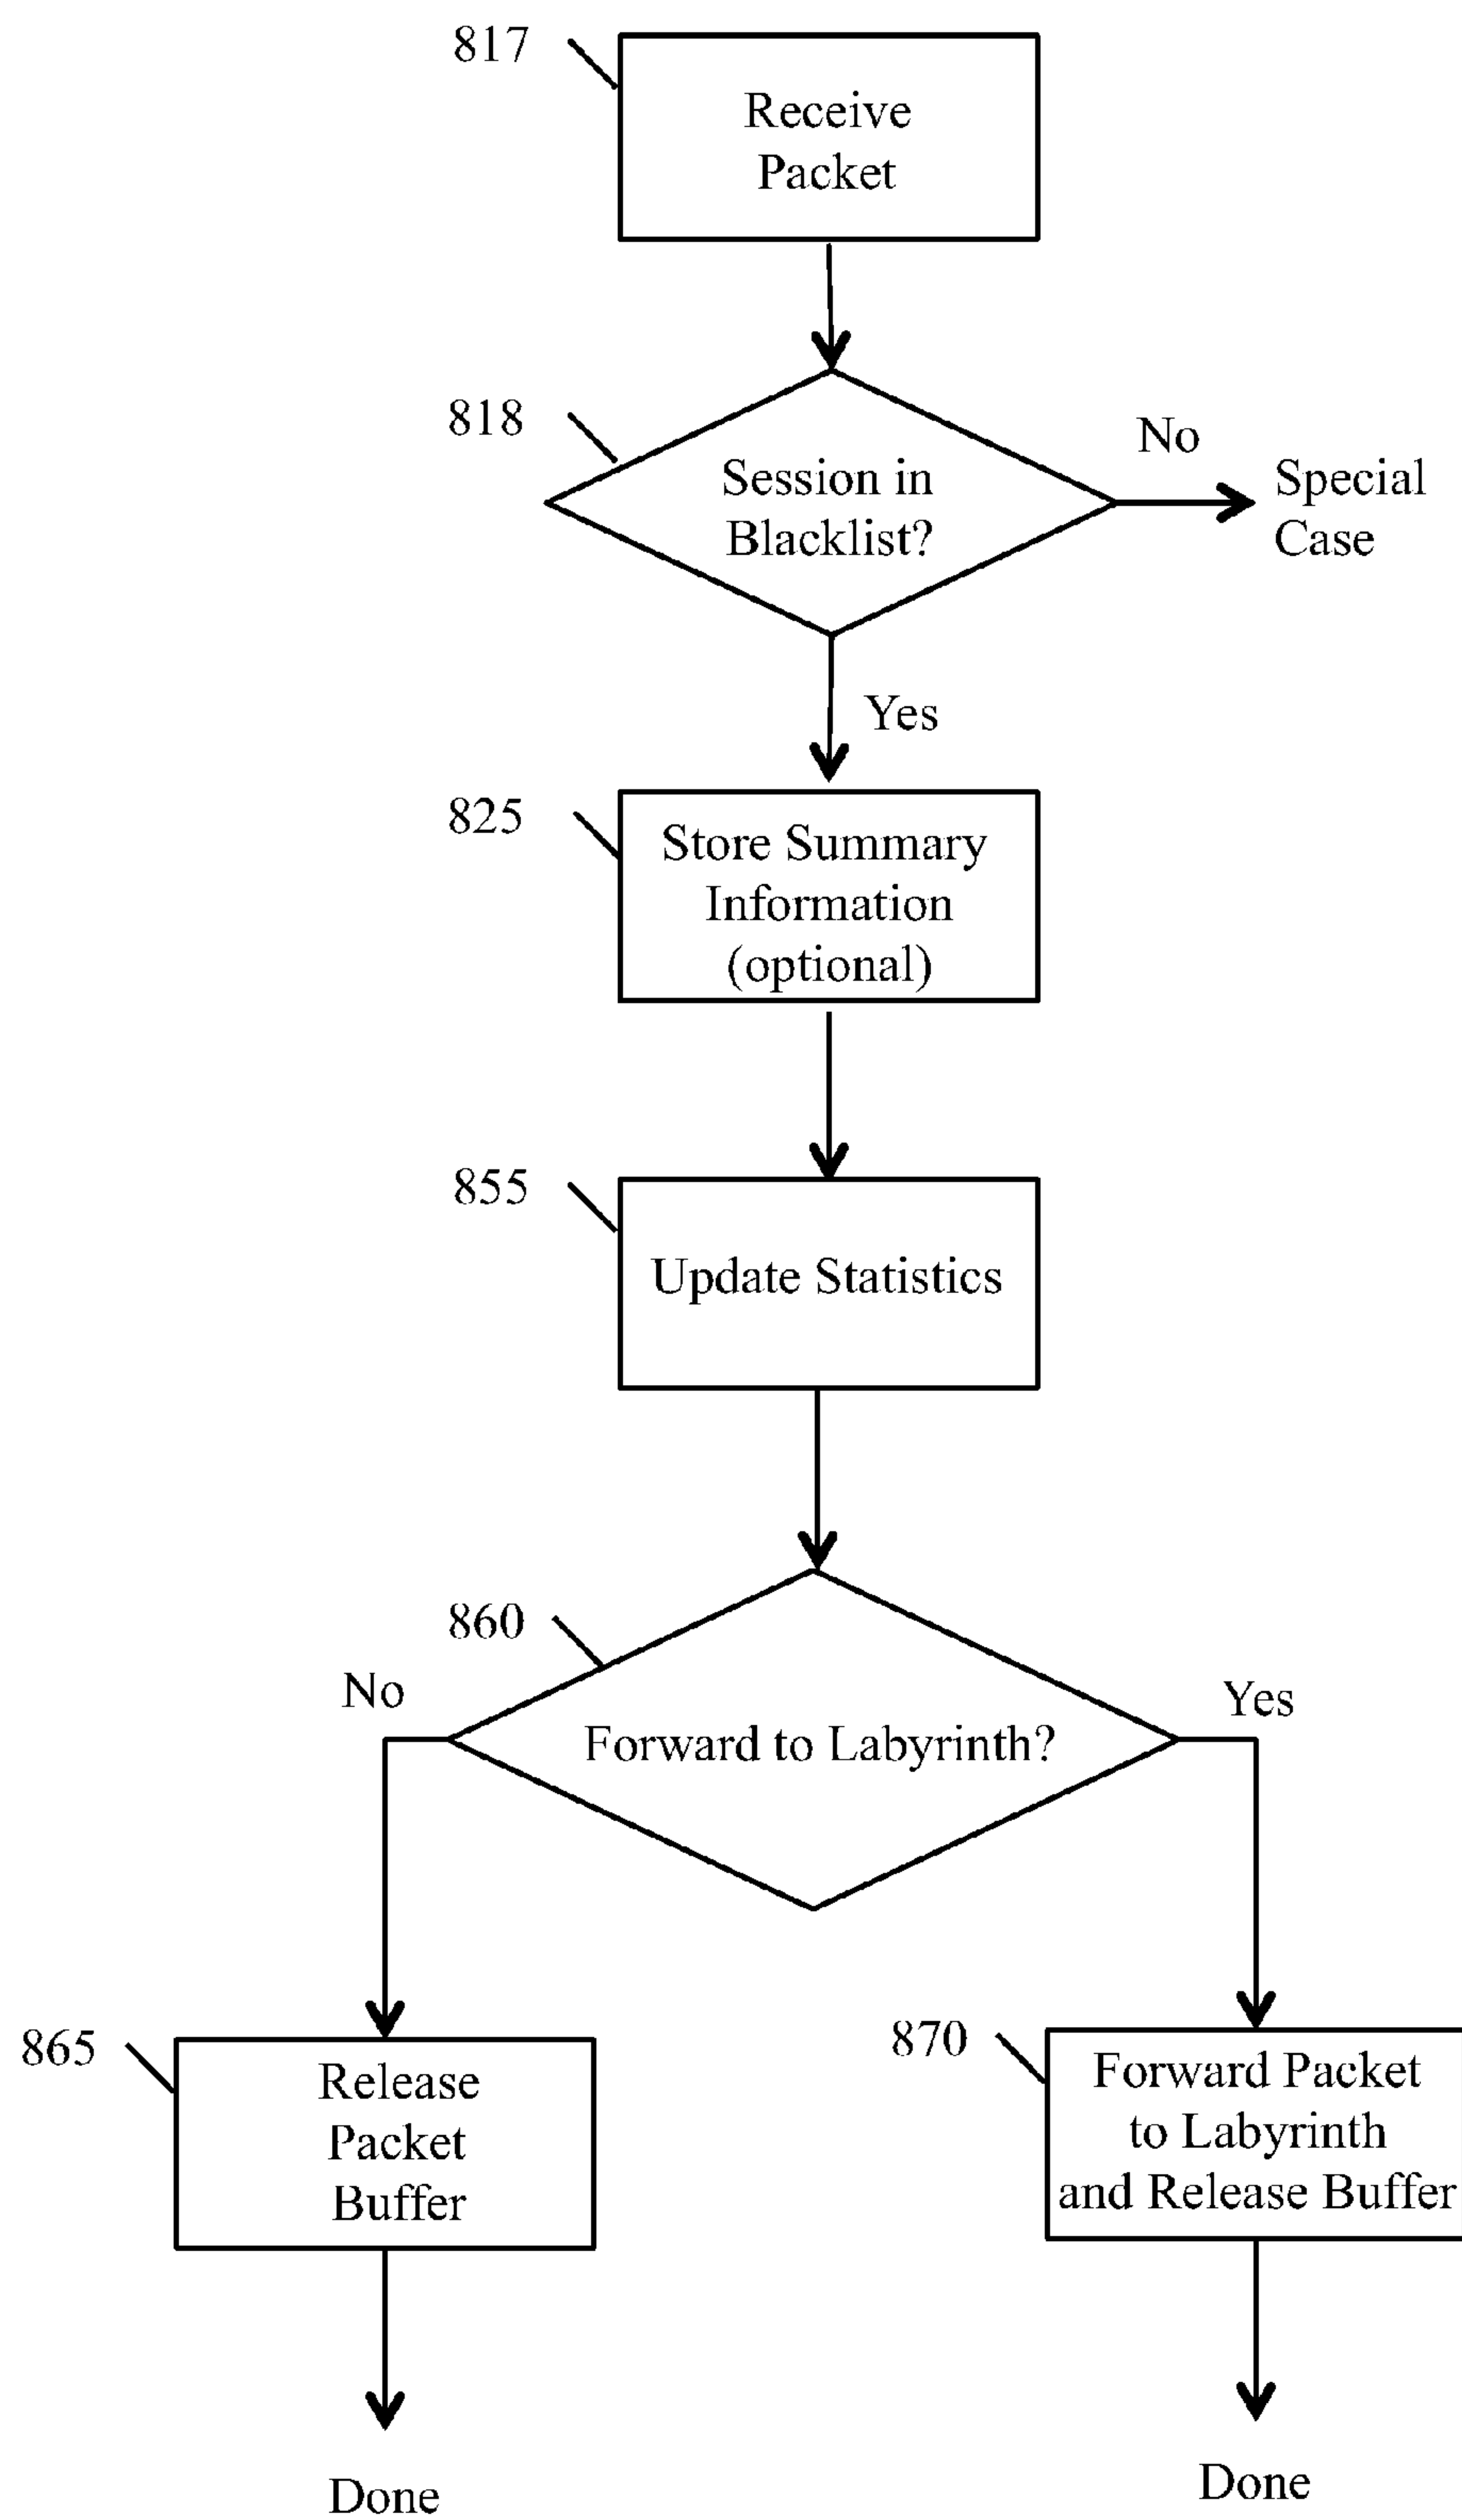 817
Receive
Packet
818
Session in
Blacklist?
No
Special
Case
Yes
825
Store Summary
Information
(optional)
855
Update Statistics
860
No
Forward to Labyrinth?
Yes
865
Release
Packet
Buffer
870
Forward Packet
to Labyrinth
and Release Buffer
Done
Done